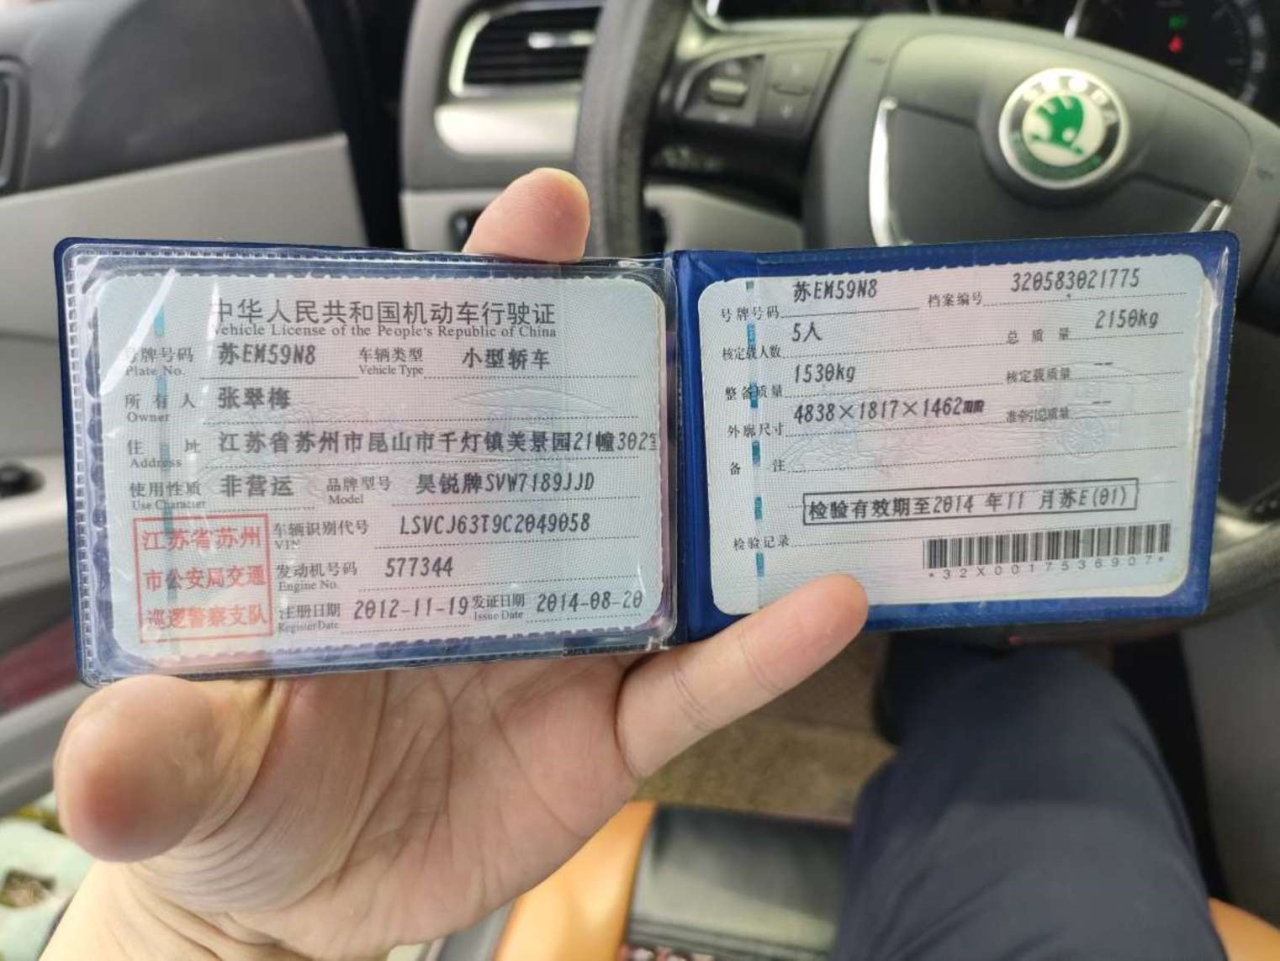 中华人民共和国机动车行驶证
Vehicle License of the People's Republic of China
号牌号码 苏EM59N8 车辆类型 小型轿车
Plate No. Vehicle Type
所有人 张翠梅
Owner
住址 江苏省苏州市昆山市千灯镇美景园21幢302室
Address
使用性质 非营运 品牌型号 昊锐牌SVW7189JJD
Use Character Model
车辆识别代号 LSVCJ63T9C2049058
VIN
发动机号码 577344
Engine No.
注册日期 2012-11-19 发证日期 2014-08-20
Register Date Issue Date
江苏省苏州
市公安局交通
巡逻警察支队
号牌号码 苏EM59N8 档案编号 320583021775
核定载人数 5人 总质量 2150kg
整备质量 1530kg 核定载质量 --
外廓尺寸 4838×1817×1462mm 准牵引总质量 --
备注
检验有效期至2014年11月苏E(01)
检验记录
*32X0017536907*
SKODA